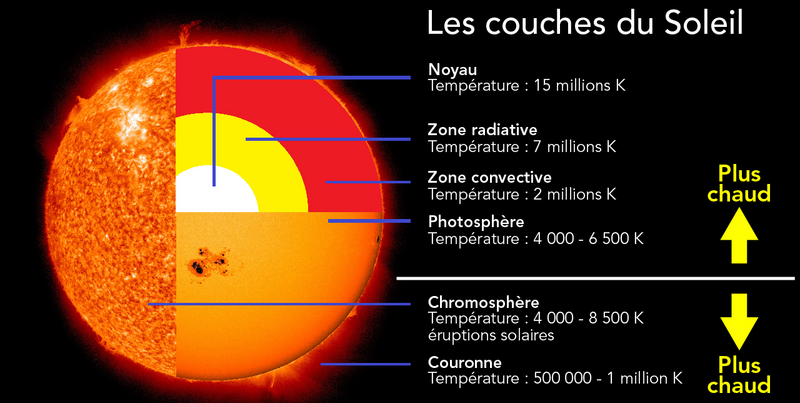 Les couches du Soleil
Noyau
Température : 15 millions K
Zone radiative
Température : 7 millions K
Zone convective
Température : 2 millions K
Photosphère
Température : 4 000 - 6 500 K
Plus
chaud
Chromosphère
Température : 4 000 - 8 500 K
éruptions solaires
Couronne
Température : 500 000 - 1 million K
Plus
chaud